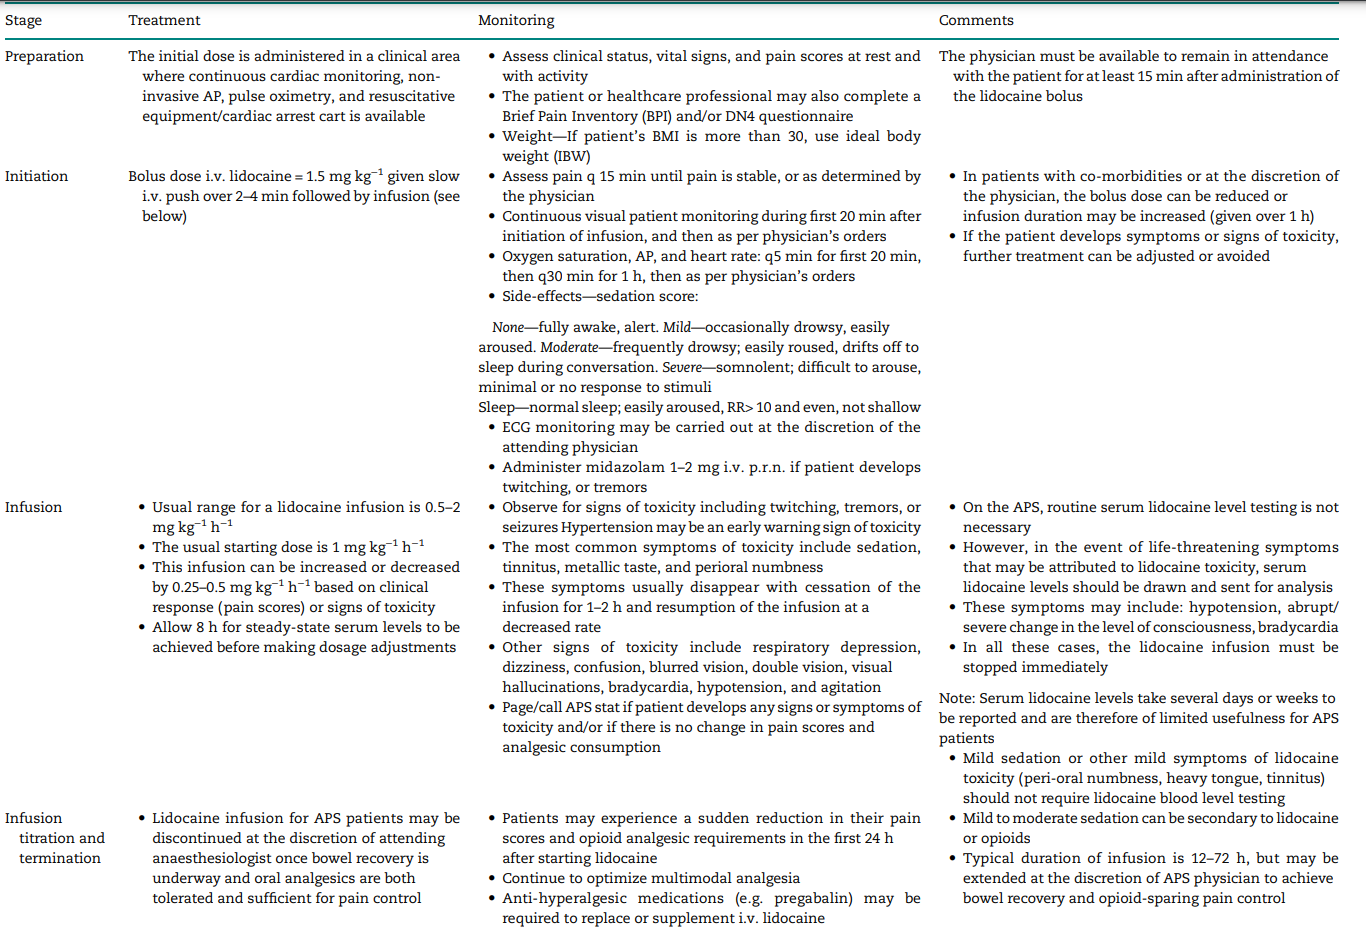 Stage Treatment Monitoring Comments
Preparation
The initial dose is administered in a clinical area
where continuous cardiac monitoring, non-
invasive AP, pulse oximetry, and resuscitative
equipment/cardiac arrest cart is available
• Assess clinical status, vital signs, and pain scores at rest and
with activity
• The patient or healthcare professional may also complete a
Brief Pain Inventory (BPI) and/or DN4 questionnaire
• Weight—If patient's BMI is more than 30, use ideal body
weight (IBW)
The physician must be available to remain in attendance
with the patient for at least 15 min after administration of
the lidocaine bolus
Initiation
Bolus dose i.v. lidocaine = 1.5 mg kg⁻¹ given slow
i.v. push over 2–4 min followed by infusion (see
below)
• Assess pain q 15 min until pain is stable, or as determined by
the physician
• Continuous visual patient monitoring during first 20 min after
initiation of infusion, and then as per physician's orders
• Oxygen saturation, AP, and heart rate: q5 min for first 20 min,
then q30 min for 1 h, then as per physician's orders
• Side-effects—sedation score:
None—fully awake, alert. Mild—occasionally drowsy, easily
aroused. Moderate—frequently drowsy; easily roused, drifts off to
sleep during conversation. Severe—somnolent; difficult to arouse,
minimal or no response to stimuli
Sleep—normal sleep; easily aroused, RR> 10 and even, not shallow
• ECG monitoring may be carried out at the discretion of the
attending physician
• Administer midazolam 1–2 mg i.v. p.r.n. if patient develops
twitching, or tremors
• In patients with co-morbidities or at the discretion of
the physician, the bolus dose can be reduced or
infusion duration may be increased (given over 1 h)
• If the patient develops symptoms or signs of toxicity,
further treatment can be adjusted or avoided
Infusion
• Usual range for a lidocaine infusion is 0.5–2
mg kg⁻¹ h⁻¹
• The usual starting dose is 1 mg kg⁻¹ h⁻¹
• This infusion can be increased or decreased
by 0.25–0.5 mg kg⁻¹ h⁻¹ based on clinical
response (pain scores) or signs of toxicity
• Allow 8 h for steady-state serum levels to be
achieved before making dosage adjustments
• Observe for signs of toxicity including twitching, tremors, or
seizures Hypertension may be an early warning sign of toxicity
• The most common symptoms of toxicity include sedation,
tinnitus, metallic taste, and perioral numbness
• These symptoms usually disappear with cessation of the
infusion for 1–2 h and resumption of the infusion at a
decreased rate
• Other signs of toxicity include respiratory depression,
dizziness, confusion, blurred vision, double vision, visual
hallucinations, bradycardia, hypotension, and agitation
• Page/call APS stat if patient develops any signs or symptoms of
toxicity and/or if there is no change in pain scores and
analgesic consumption
• On the APS, routine serum lidocaine level testing is not
necessary
• However, in the event of life-threatening symptoms
that may be attributed to lidocaine toxicity, serum
lidocaine levels should be drawn and sent for analysis
• These symptoms may include: hypotension, abrupt/
severe change in the level of consciousness, bradycardia
• In all these cases, the lidocaine infusion must be
stopped immediately
Note: Serum lidocaine levels take several days or weeks to
be reported and are therefore of limited usefulness for APS
patients
• Mild sedation or other mild symptoms of lidocaine
toxicity (peri-oral numbness, heavy tongue, tinnitus)
should not require lidocaine blood level testing
Infusion
titration and
termination
• Lidocaine infusion for APS patients may be
discontinued at the discretion of attending
anaesthesiologist once bowel recovery is
underway and oral analgesics are both
tolerated and sufficient for pain control
• Patients may experience a sudden reduction in their pain
scores and opioid analgesic requirements in the first 24 h
after starting lidocaine
• Continue to optimize multimodal analgesia
• Anti-hyperalgesic medications (e.g. pregabalin) may be
required to replace or supplement i.v. lidocaine
• Mild to moderate sedation can be secondary to lidocaine
or opioids
• Typical duration of infusion is 12–72 h, but may be
extended at the discretion of APS physician to achieve
bowel recovery and opioid-sparing pain control